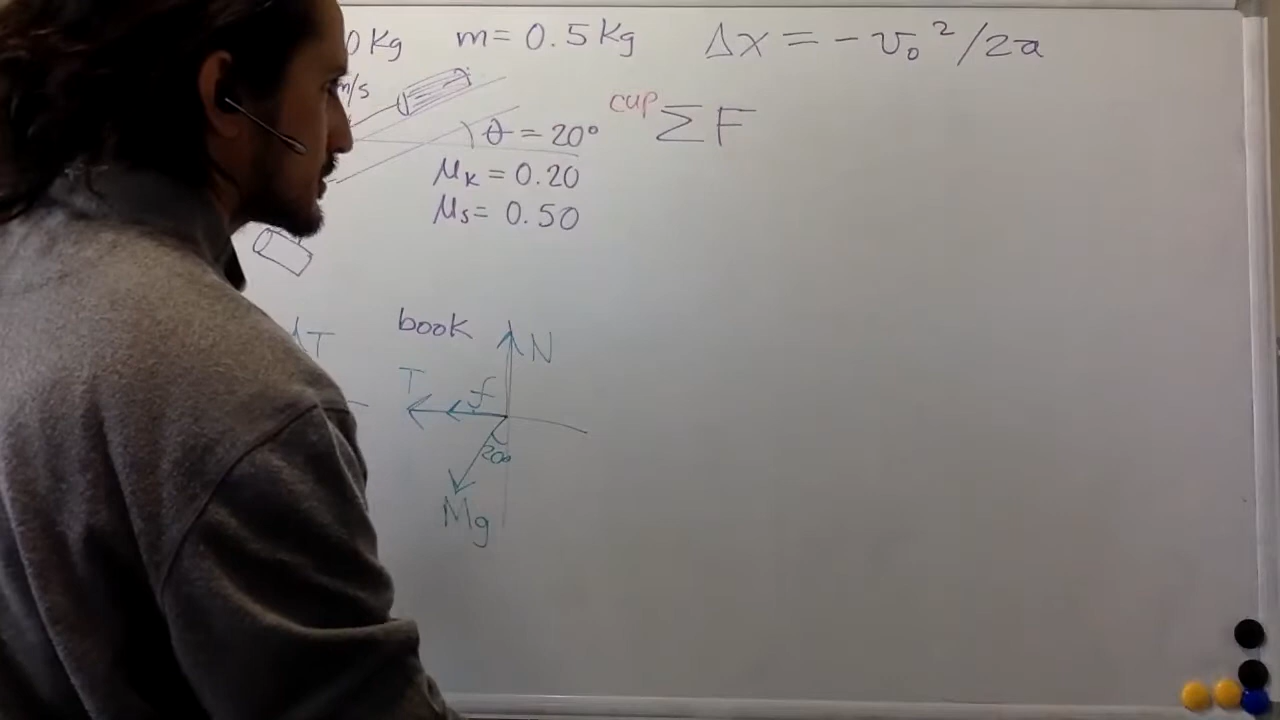 0 Kg m = 0.5 Kg Δx = - v₀²/2a
m/s
cup ΣF
θ = 20°
μk = 0.20
μs = 0.50
T book N
T f
20°
Mg